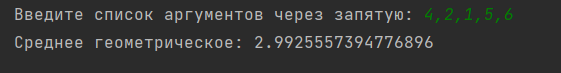 Введите список аргументов через запятую: 4,2,1,5,6
Среднее геометрическое: 2.9925557394776896